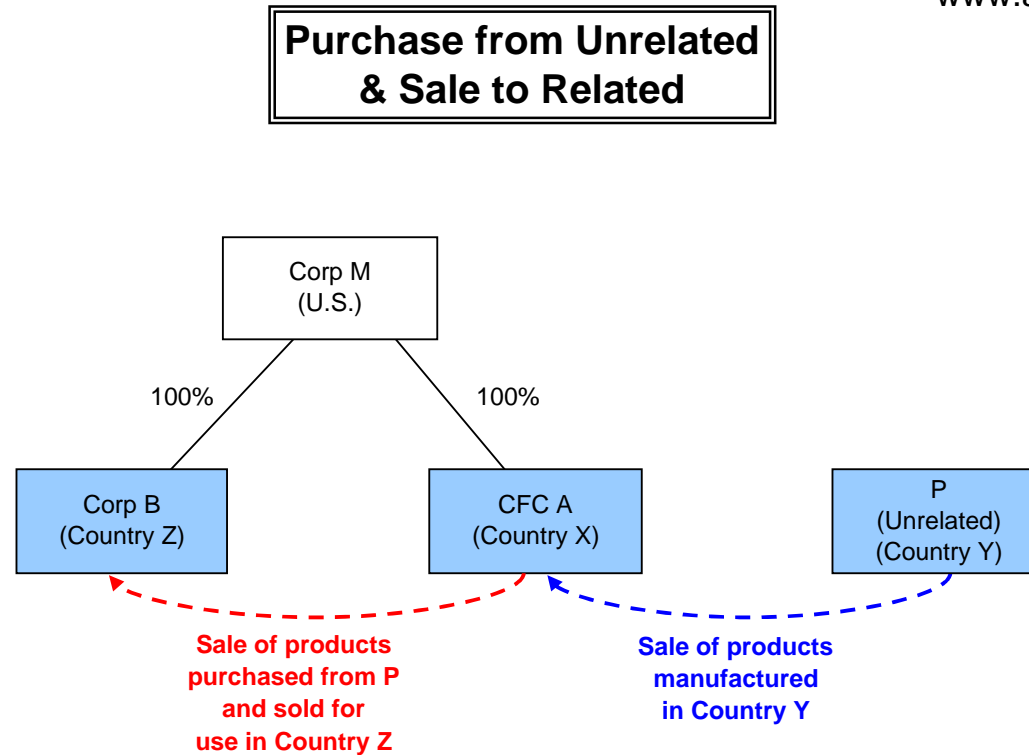 Purchase from Unrelated
& Sale to Related
Corp M
(U.S.)
100%
100%
Corp B
(Country Z)
CFC A
(Country X)
P
(Unrelated)
(Country Y)
Sale of products
purchased from P
and sold for
use in Country Z
Sale of products
manufactured
in Country Y